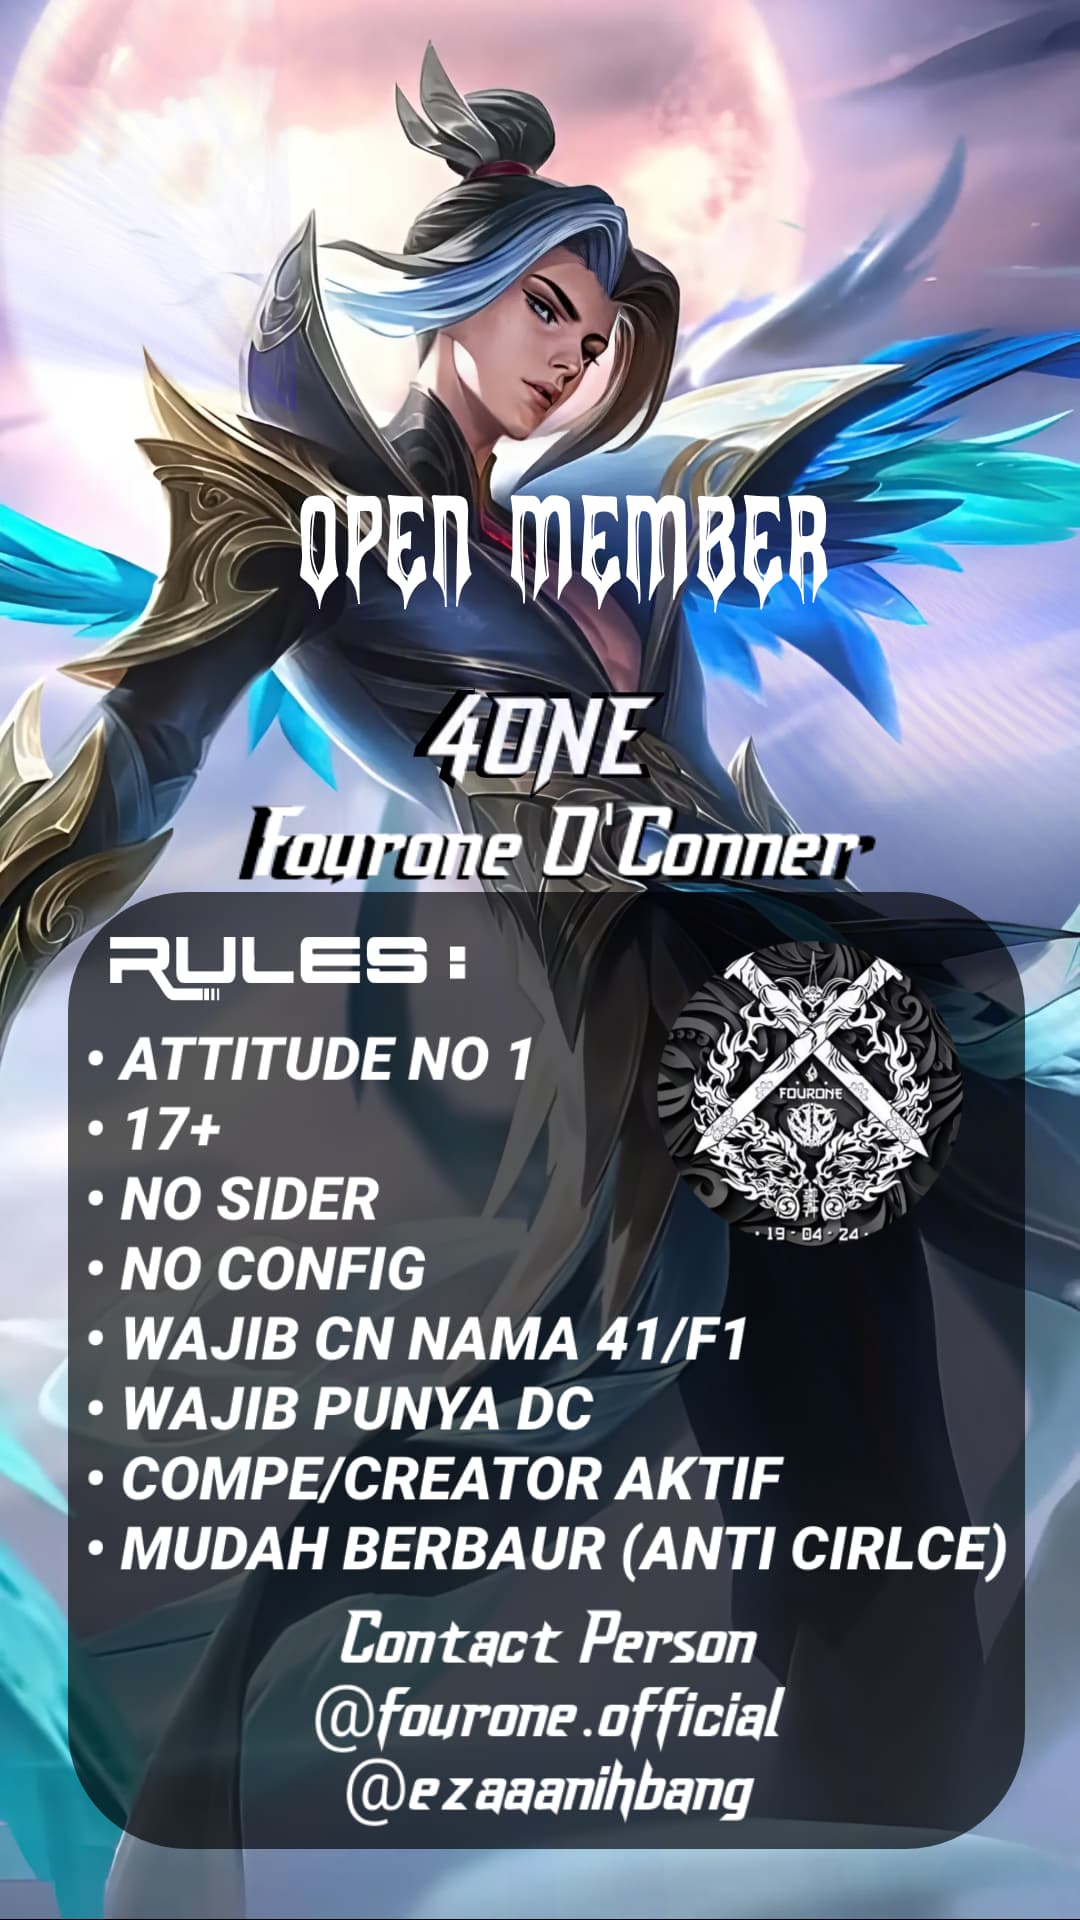 OPEN MEMBER
4ONE
Fourone O'Conner
RULES :
• ATTITUDE NO 1
• 17+
• NO SIDER
• NO CONFIG
• WAJIB CN NAMA 41/F1
• WAJIB PUNYA DC
• COMPE/CREATOR AKTIF
• MUDAH BERBAUR (ANTI CIRLCE)
FOURONE
• 19 - 04 - 24 •
Contact Person
@fourone.official
@ezaaanihbang